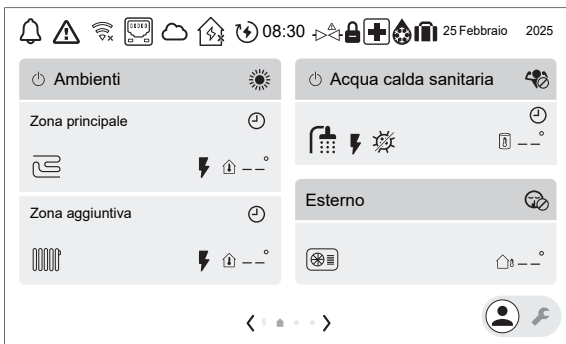 08:30 25 Febbraio 2025
Ambienti
Zona principale
--°
Zona aggiuntiva
--°
Acqua calda sanitaria
--°
Esterno
--°